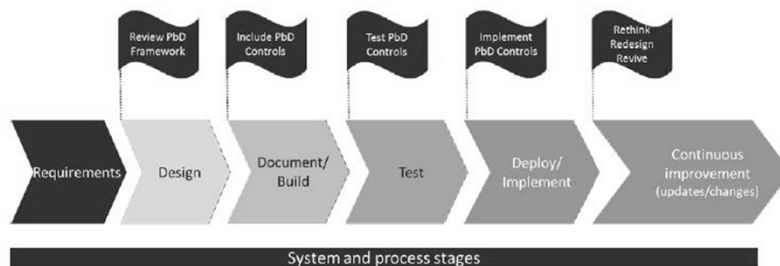 Review PbD
Framework
Include PbD
Controls
Test PbD
Controls
Implement
PbD Controls
Rethink
Redesign
Revive
Requirements
Design
Document/
Build
Test
Deploy/
Implement
Continuous
improvement
(updates/changes)
System and process stages